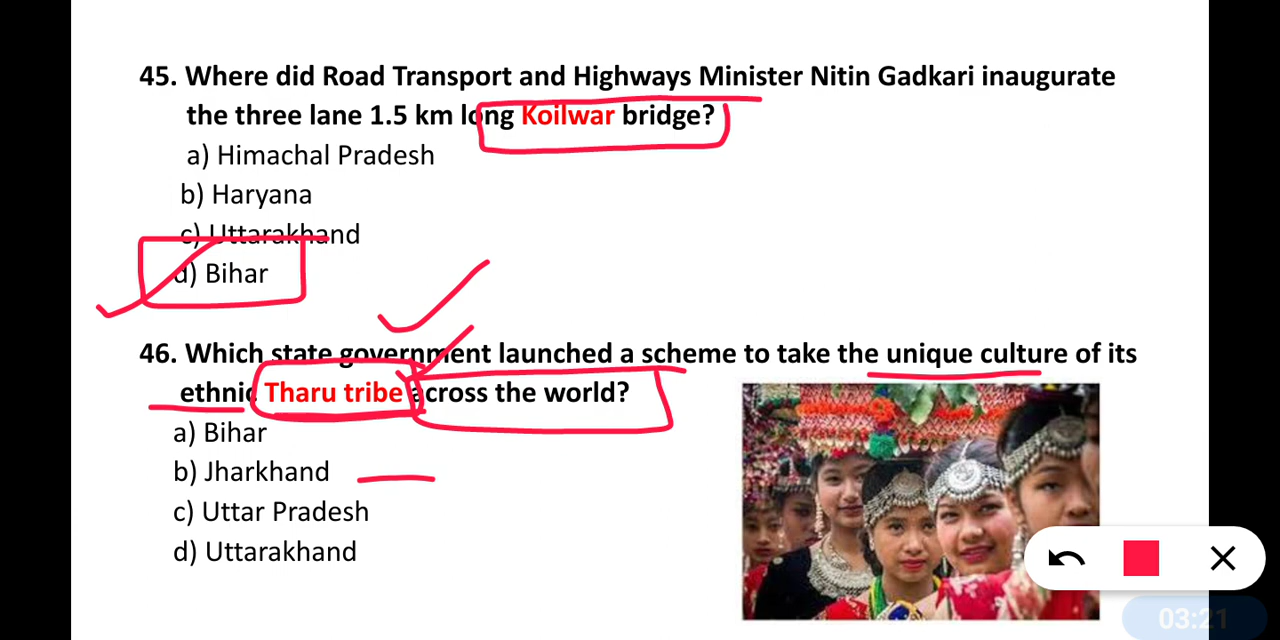 45. Where did Road Transport and Highways Minister Nitin Gadkari inaugurate
the three lane 1.5 km long Koilwar bridge?
a) Himachal Pradesh
b) Haryana
c) Uttarakhand
d) Bihar
46. Which state government launched a scheme to take the unique culture of its
ethnic Tharu tribe across the world?
a) Bihar
b) Jharkhand
c) Uttar Pradesh
d) Uttarakhand
03:21